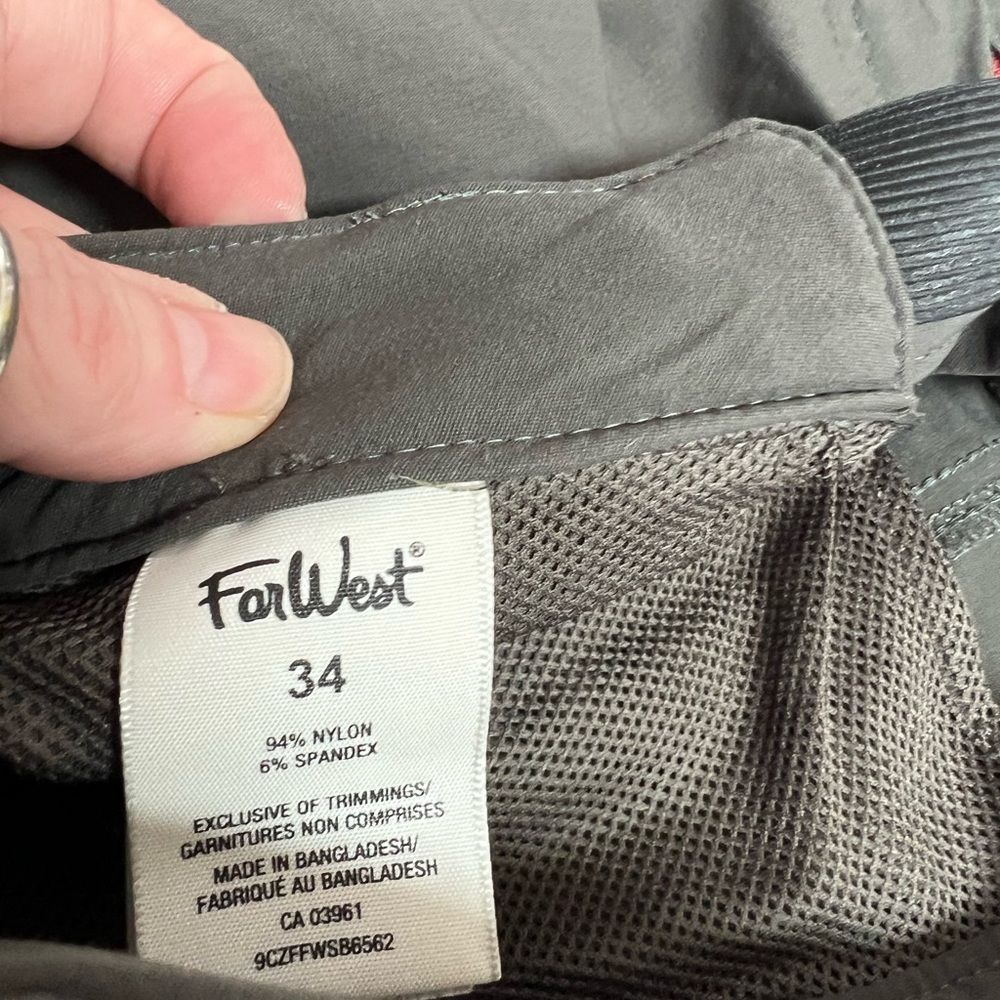 FarWest®
34
94% NYLON
6% SPANDEX
EXCLUSIVE OF TRIMMINGS/
GARNITURES NON COMPRISES
MADE IN BANGLADESH/
FABRIQUÉ AU BANGLADESH
CA 03961
9CZFFWSB6562